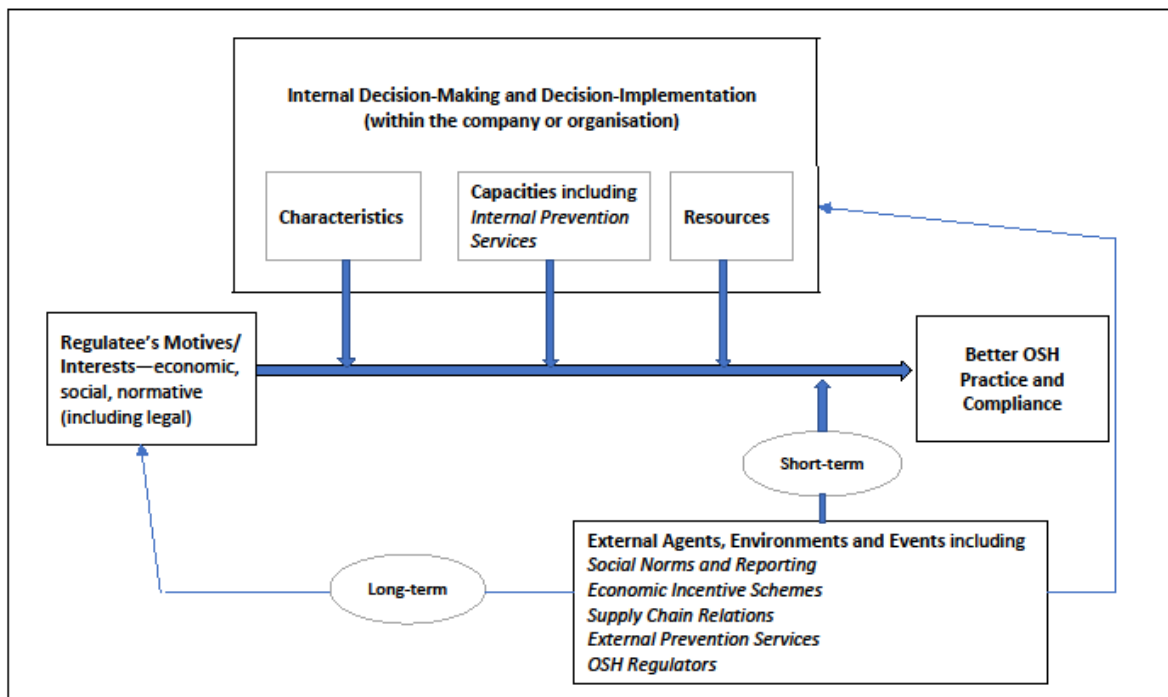 Internal Decision-Making and Decision-Implementation
(within the company or organisation)
Characteristics
Capacities including
Internal Prevention
Services
Resources
Regulatee's Motives/
Interests—economic,
social, normative
(including legal)
Better OSH
Practice and
Compliance
Short-term
External Agents, Environments and Events including
Social Norms and Reporting
Economic Incentive Schemes
Supply Chain Relations
External Prevention Services
OSH Regulators
Long-term